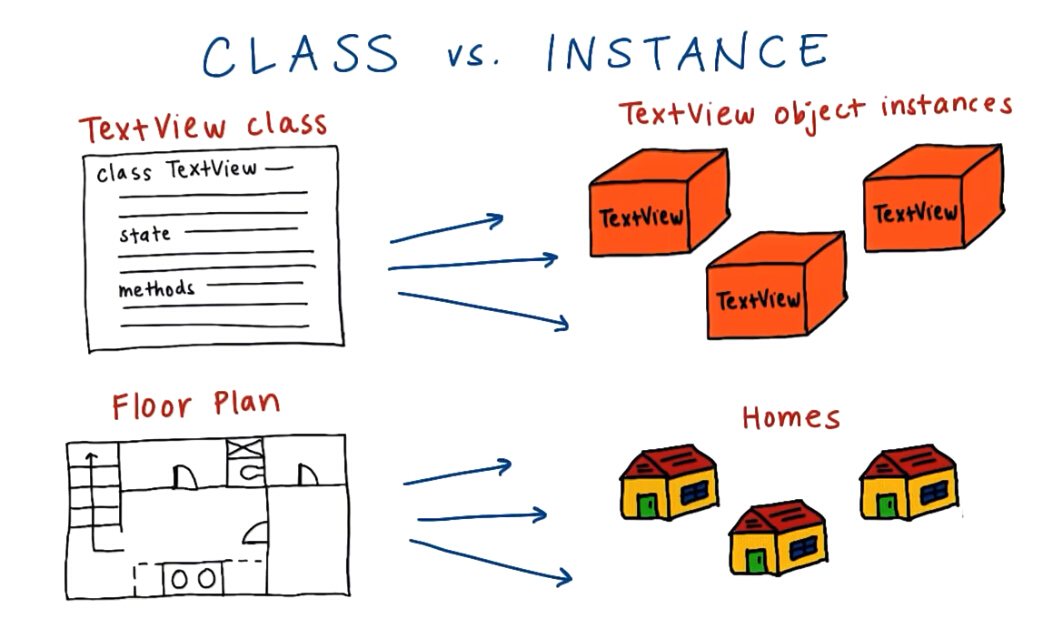 CLASS vs. INSTANCE
TextView class
class TextView
state
methods
TextView object instances
TextView
TextView
TextView
Floor Plan
Homes